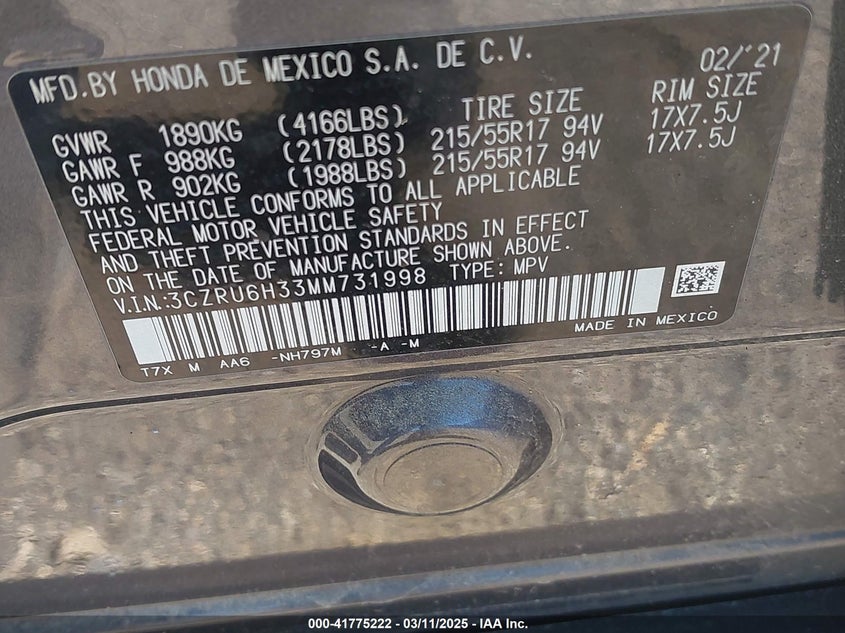 MFD.BY HONDA DE MEXICO S.A. DE C.V. 02/'21
GVWR 1890KG (4166LBS) TIRE SIZE RIM SIZE
GAWR F 988KG (2178LBS) 215/55R17 94V 17X7.5J
GAWR R 902KG (1988LBS) 215/55R17 94V 17X7.5J
THIS VEHICLE CONFORMS TO ALL APPLICABLE
FEDERAL MOTOR VEHICLE SAFETY
AND THEFT PREVENTION STANDARDS IN EFFECT
ON THE DATE OF MANUFACTURE SHOWN ABOVE.
V.I.N.:3CZRU6H33MM731998 TYPE: MPV
MADE IN MEXICO
T7X M AA6 -NH797M -A -M
000-41775222 - 03/11/2025 - IAA Inc.